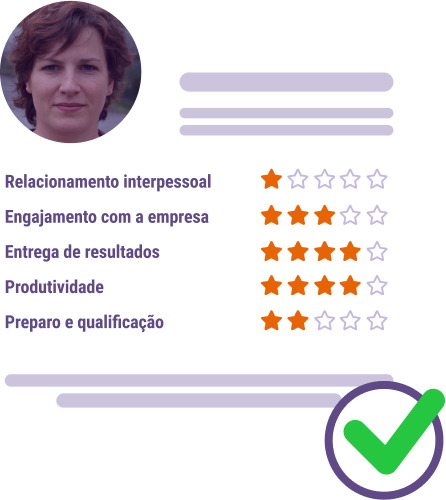 Relacionamento interpessoal
Engajamento com a empresa
Entrega de resultados
Produtividade
Preparo e qualificação